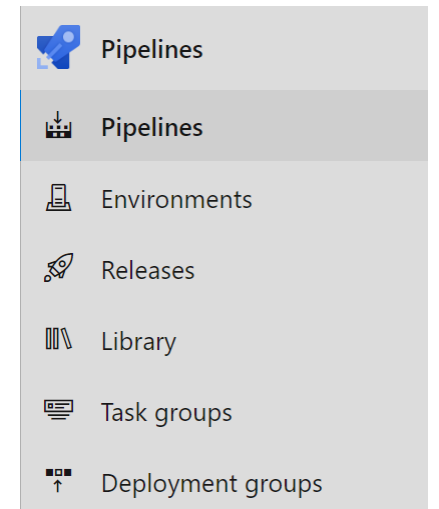 Pipelines
Pipelines
Environments
Releases
Library
Task groups
Deployment groups